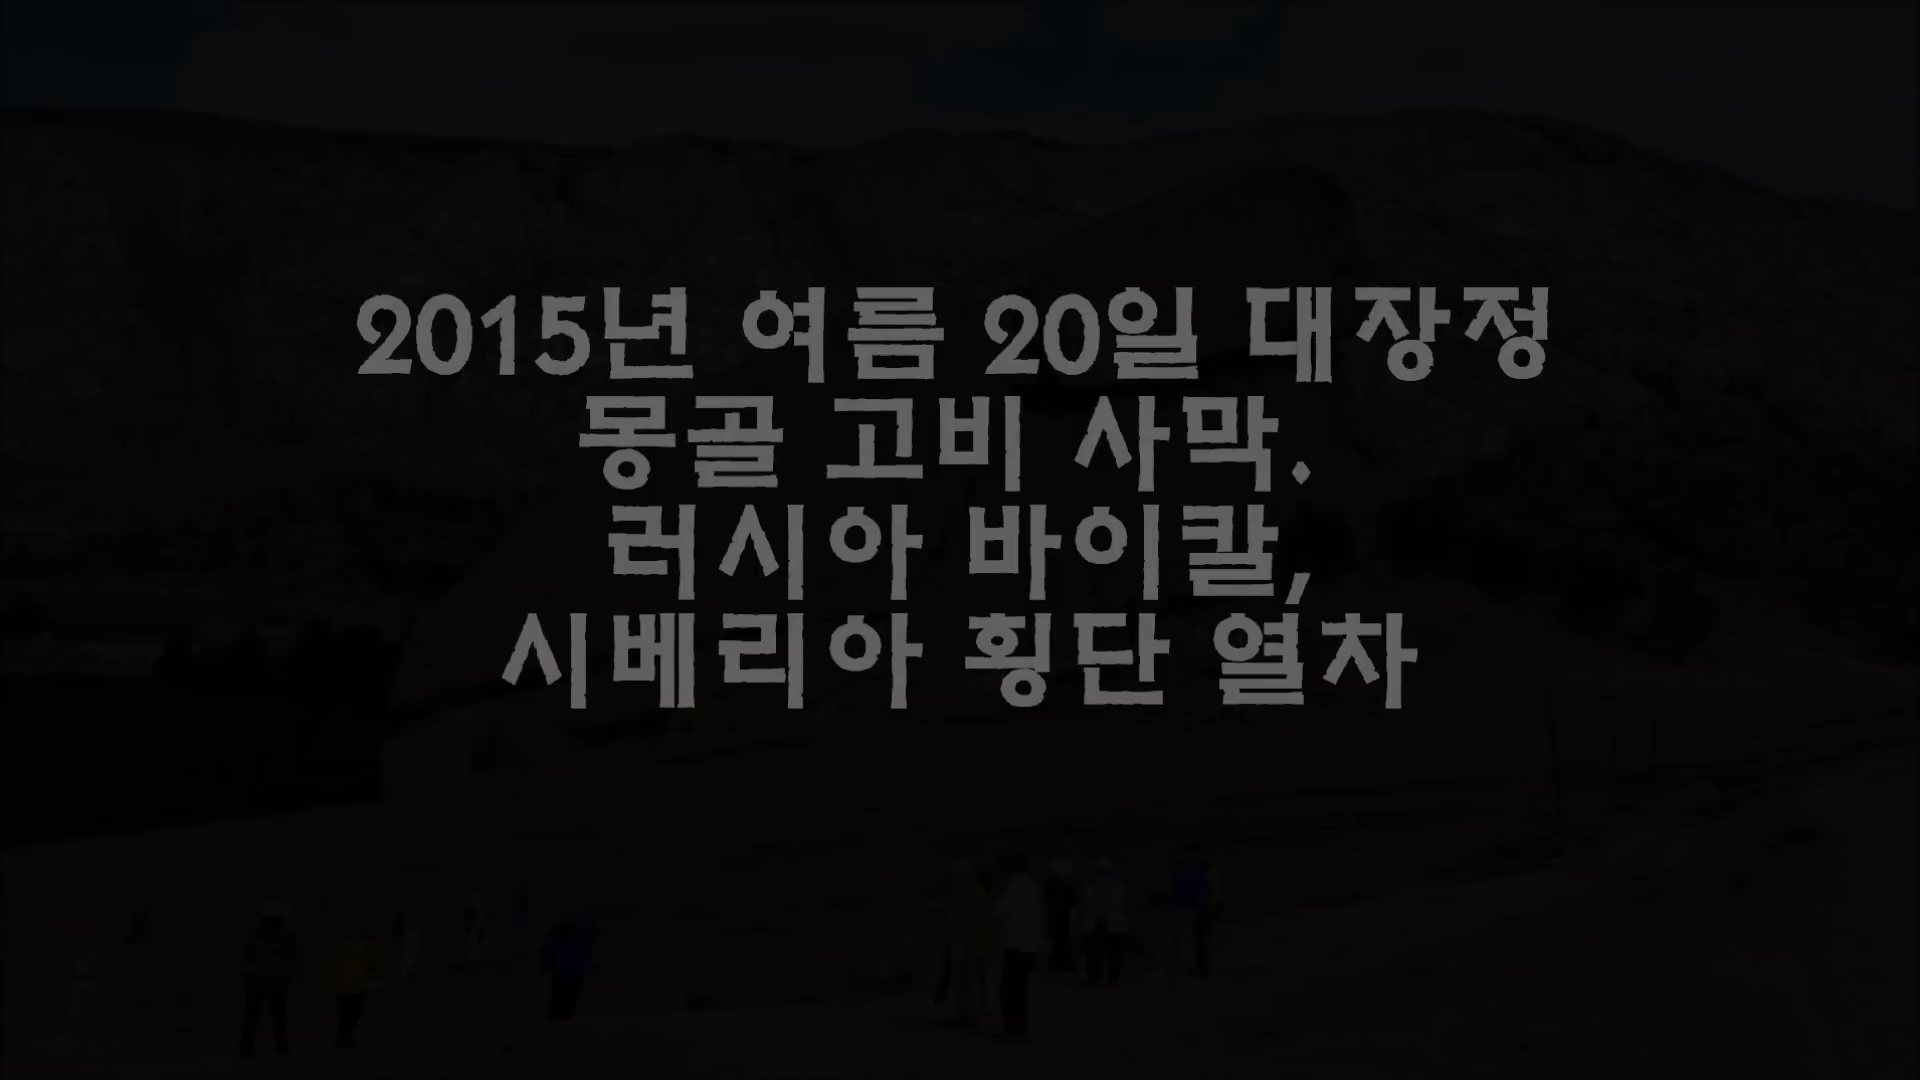 2015년 여름 20일 대장정
몽골 고비 사막.
러시아 바이칼,
시베리아 횡단 열차